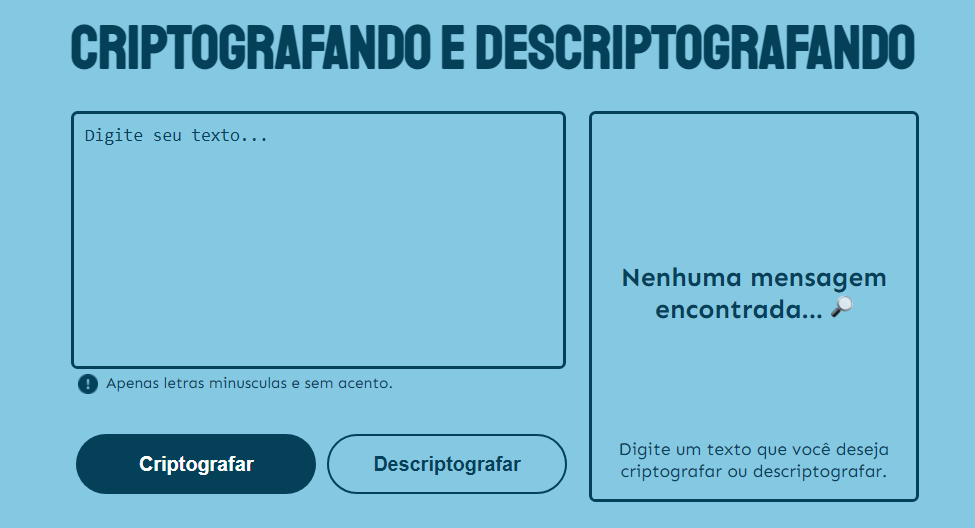 CRIPTOGRAFANDO E DESCRIPTOGRAFANDO
Digite seu texto...
Apenas letras minusculas e sem acento.
Criptografar
Descriptografar
Nenhuma mensagem
encontrada... 🔎
Digite um texto que você deseja
criptografar ou descriptografar.